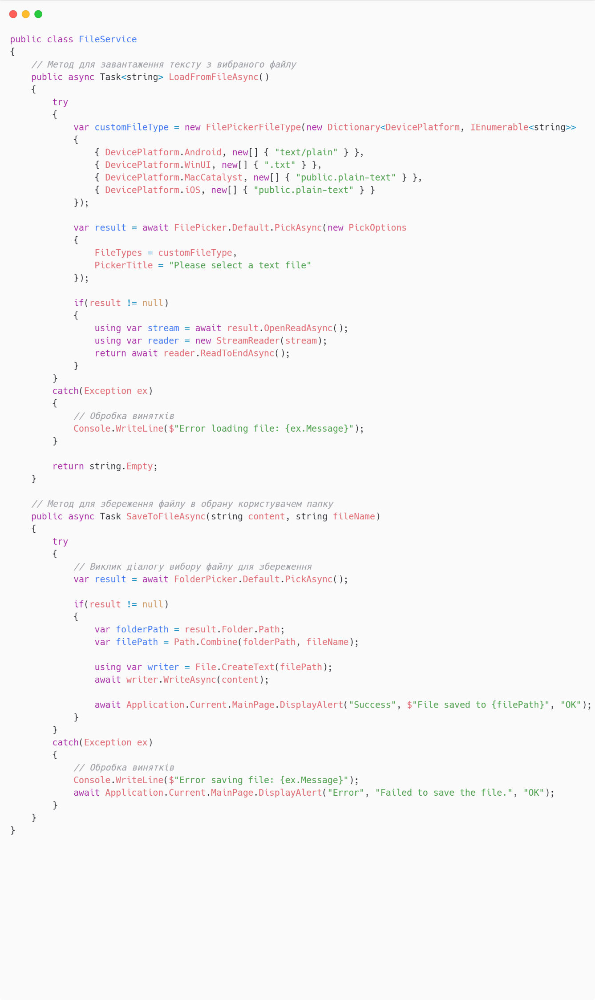 public class FileService
{
    // Метод для завантаження тексту з вибраного файлу
    public async Task<string> LoadFromFileAsync()
    {
        try
        {
            var customFileType = new FilePickerFileType(new Dictionary<DevicePlatform, IEnumerable<string>>
            {
                { DevicePlatform.Android, new[] { "text/plain" } },
                { DevicePlatform.WinUI, new[] { ".txt" } },
                { DevicePlatform.MacCatalyst, new[] { "public.plain-text" } },
                { DevicePlatform.iOS, new[] { "public.plain-text" } }
            });

            var result = await FilePicker.Default.PickAsync(new PickOptions
            {
                FileTypes = customFileType,
                PickerTitle = "Please select a text file"
            });

            if(result != null)
            {
                using var stream = await result.OpenReadAsync();
                using var reader = new StreamReader(stream);
                return await reader.ReadToEndAsync();
            }
        }
        catch(Exception ex)
        {
            // Обробка винятків
            Console.WriteLine($"Error loading file: {ex.Message}");
        }

        return string.Empty;
    }

    // Метод для збереження файлу в обрану користувачем папку
    public async Task SaveToFileAsync(string content, string fileName)
    {
        try
        {
            // Виклик діалогу вибору файлу для збереження
            var result = await FolderPicker.Default.PickAsync();

            if(result != null)
            {
                var folderPath = result.Folder.Path;
                var filePath = Path.Combine(folderPath, fileName);

                using var writer = File.CreateText(filePath);
                await writer.WriteAsync(content);

                await Application.Current.MainPage.DisplayAlert("Success", $"File saved to {filePath}", "OK");
            }
        }
        catch(Exception ex)
        {
            // Обробка винятків
            Console.WriteLine($"Error saving file: {ex.Message}");
            await Application.Current.MainPage.DisplayAlert("Error", "Failed to save the file.", "OK");
        }
    }
}